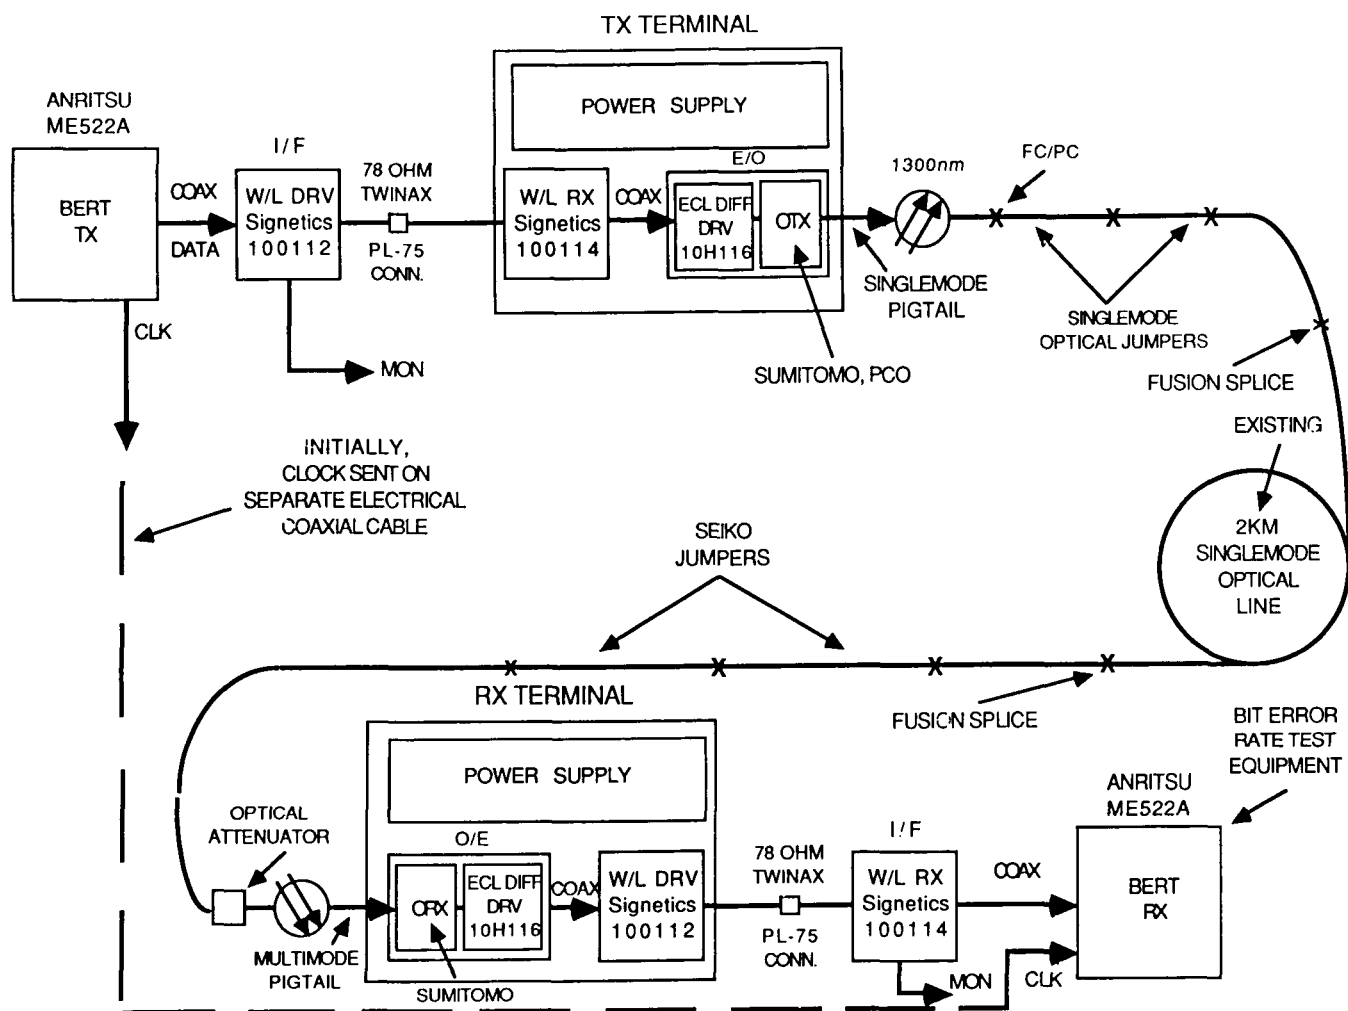 TX TERMINAL
POWER SUPPLY
ANRITSU
ME522A
BERT
TX
COAX
DATA
CLK
I/F
W/L DRV
Signetics
100112
MON
78 OHM
TWINAX
PL-75
CONN.
W/L RX
Signetics
100114
COAX
E/O
ECL DIFF
DRV
10H116
OTX
SUMITOMO, PCO
1300nm
SINGLEMODE
PIGTAIL
FC/PC
SINGLEMODE
OPTICAL JUMPERS
FUSION SPLICE
EXISTING
2KM
SINGLEMODE
OPTICAL
LINE
INITIALLY,
CLOCK SENT ON
SEPARATE ELECTRICAL
COAXIAL CABLE
SEIKO
JUMPERS
FUSION SPLICE
RX TERMINAL
POWER SUPPLY
OPTICAL
ATTENUATOR
MULTIMODE
PIGTAIL
O/E
ORX
ECL DIFF
DRV
10H116
SUMITOMO
COAX
W/L DRV
Signetics
100112
78 OHM
TWINAX
PL-75
CONN.
I/F
W/L RX
Signetics
100114
MON
COAX
CLK
ANRITSU
ME522A
BERT
RX
BIT ERROR
RATE TEST
EQUIPMENT